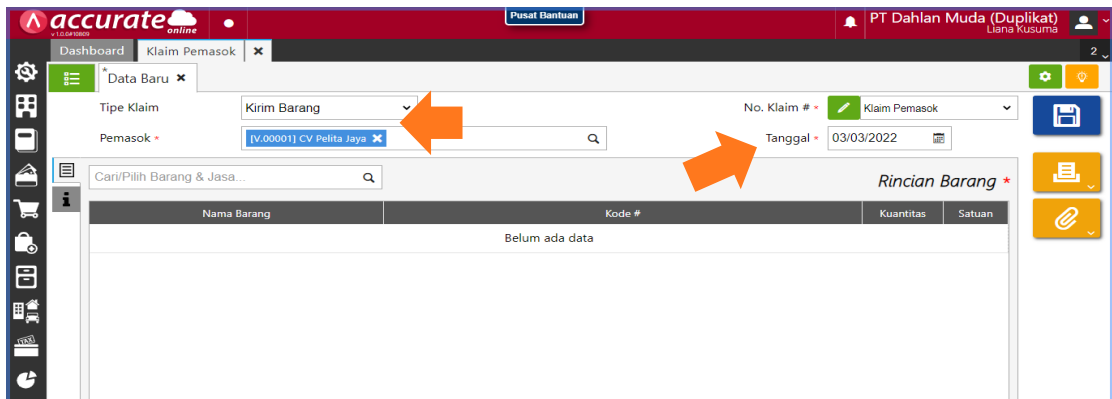 accurate online
v 1.0.0#10809
Pusat Bantuan
PT Dahlan Muda (Duplikat)
Liana Kusuma
Dashboard Klaim Pemasok
2
*Data Baru
Tipe Klaim Kirim Barang No. Klaim # * Klaim Pemasok
Pemasok * [V.00001] CV Pelita Jaya Tanggal * 03/03/2022
Cari/Pilih Barang & Jasa... Rincian Barang *
Nama Barang Kode # Kuantitas Satuan
Belum ada data
TAX